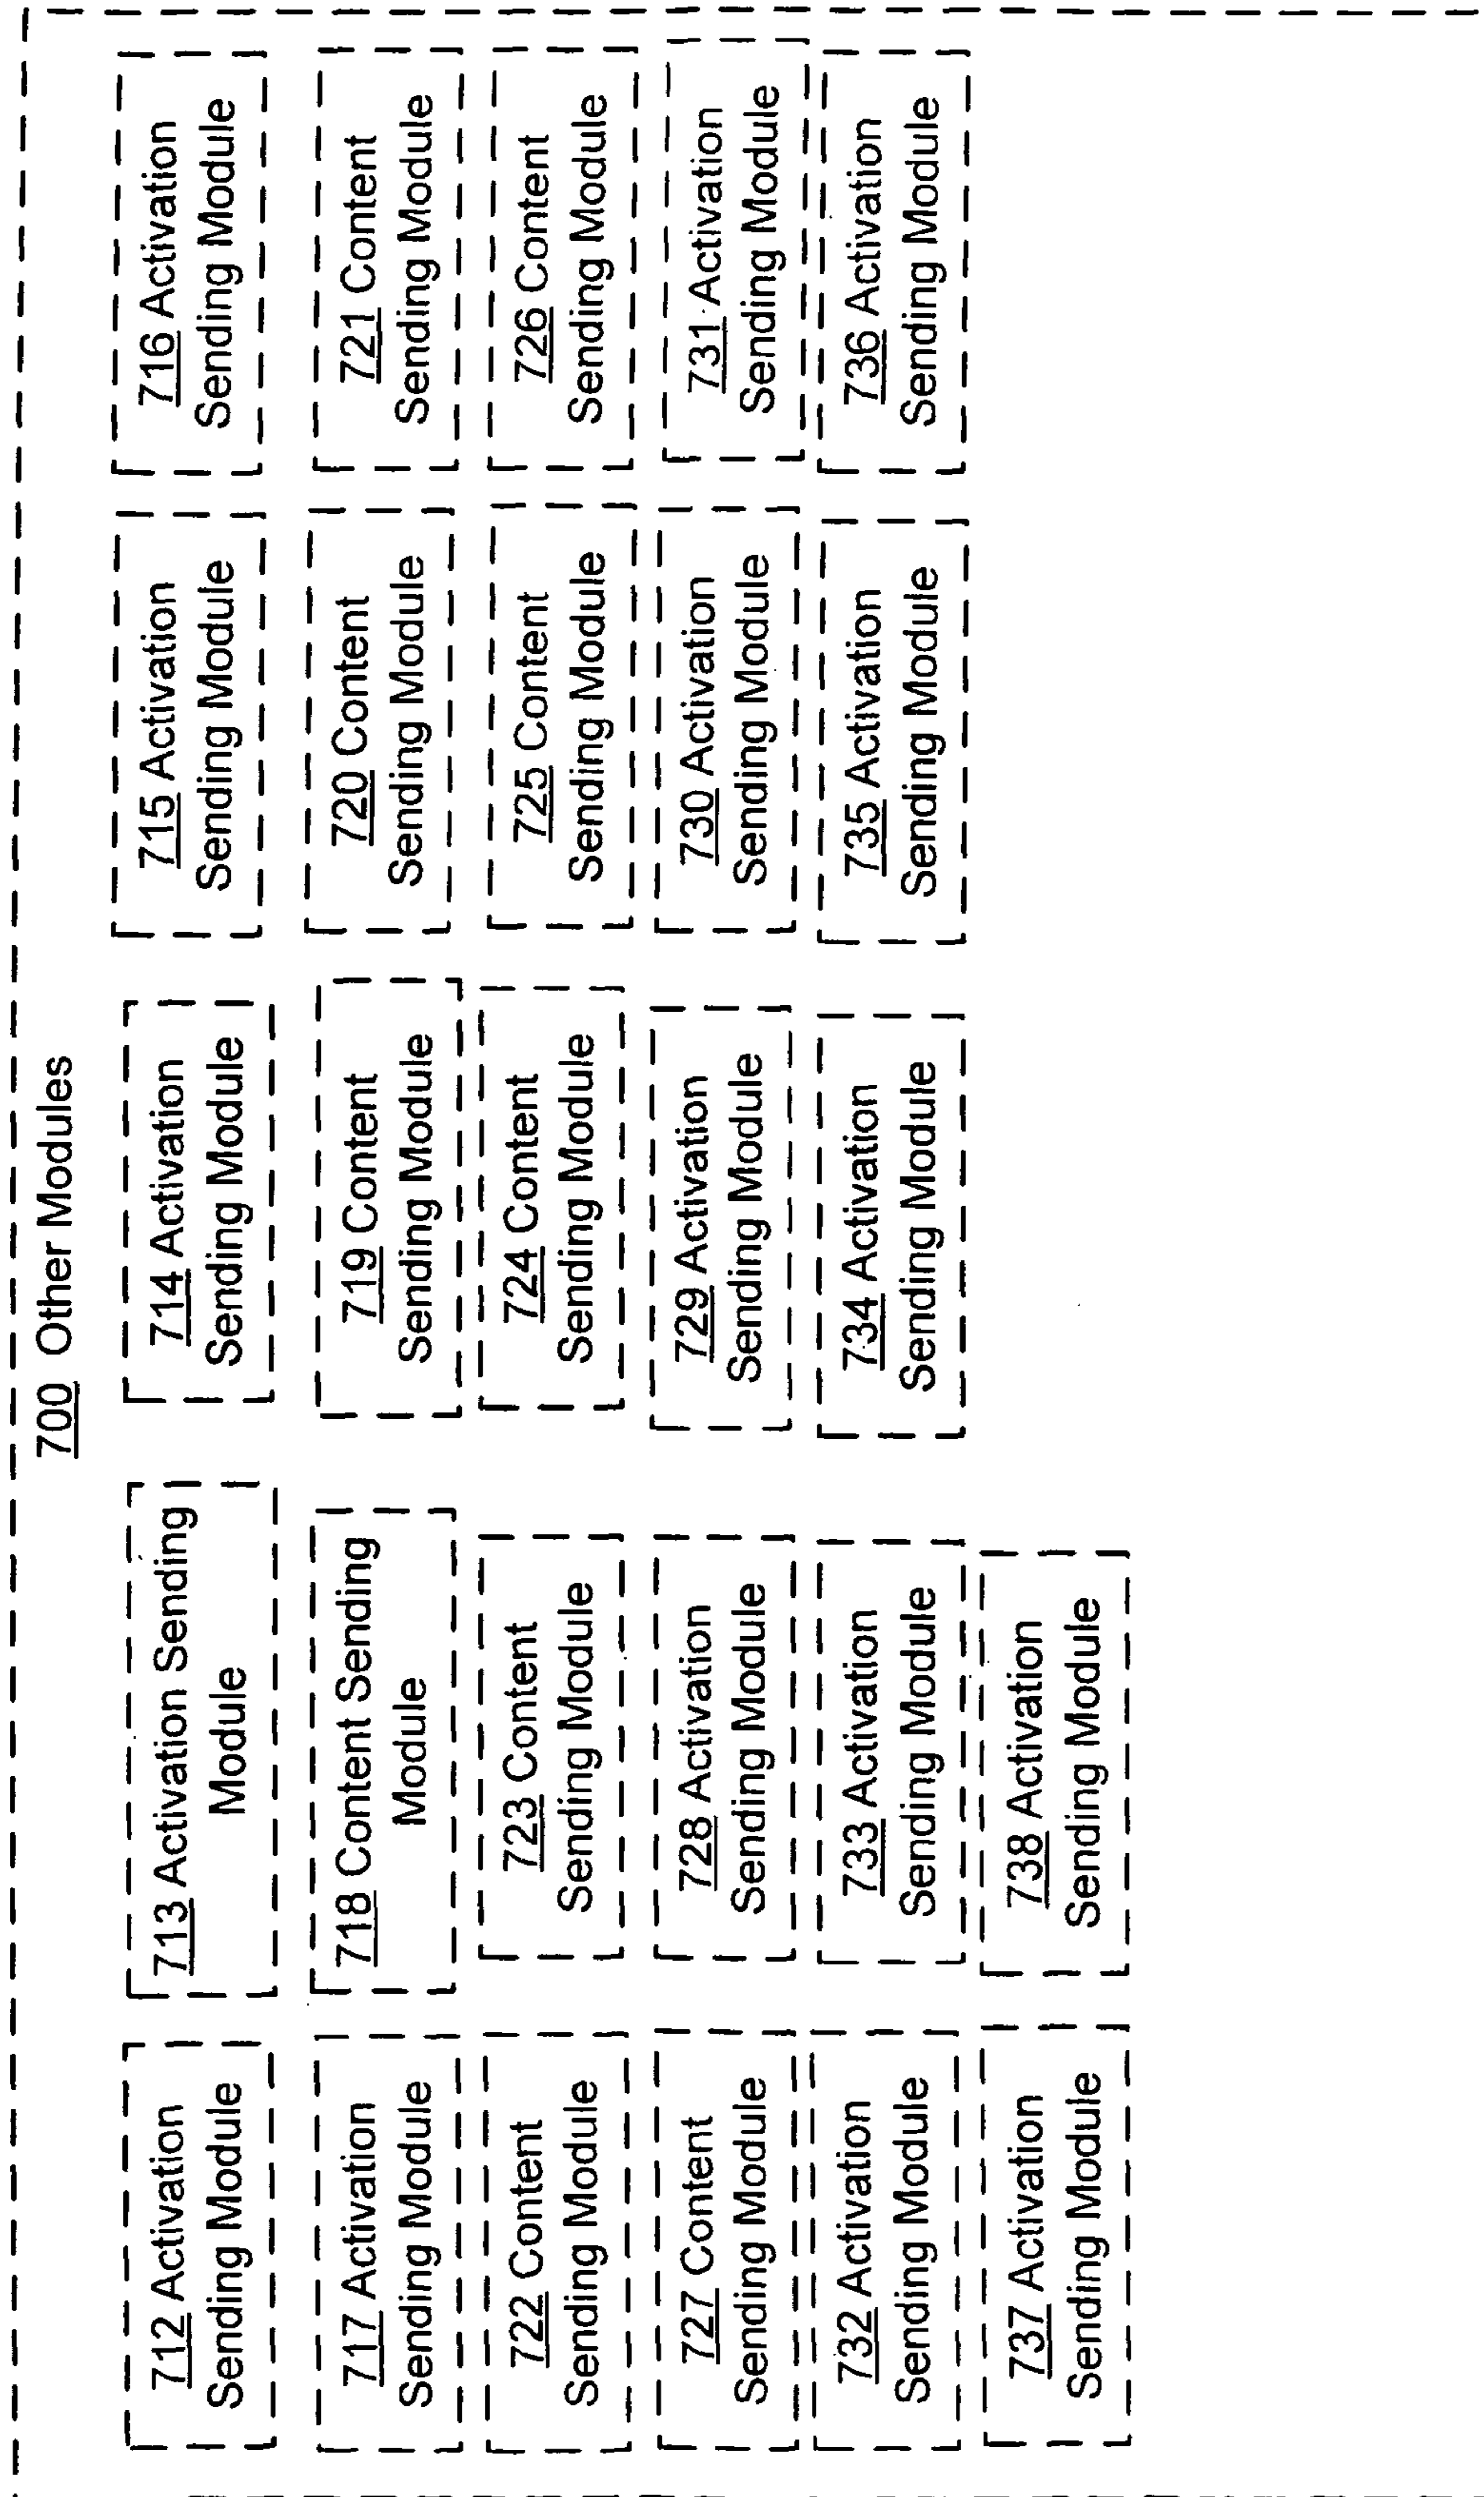 700 Other Modules
712 Activation
Sending Module
713 Activation Sending
Module
714 Activation
Sending Module
715 Activation
Sending Module
716 Activation
Sending Module
717 Activation
Sending Module
718 Content Sending
Module
719 Content
Sending Module
720 Content
Sending Module
721 Content
Sending Module
722 Content
Sending Module
723 Content
Sending Module
724 Content
Sending Module
725 Content
Sending Module
726 Content
Sending Module
727 Content
Sending Module
728 Activation
Sending Module
729 Activation
Sending Module
730 Activation
Sending Module
731 Activation
Sending Module
732 Activation
Sending Module
733 Activation
Sending Module
734 Activation
Sending Module
735 Activation
Sending Module
736 Activation
Sending Module
737 Activation
Sending Module
738 Activation
Sending Module